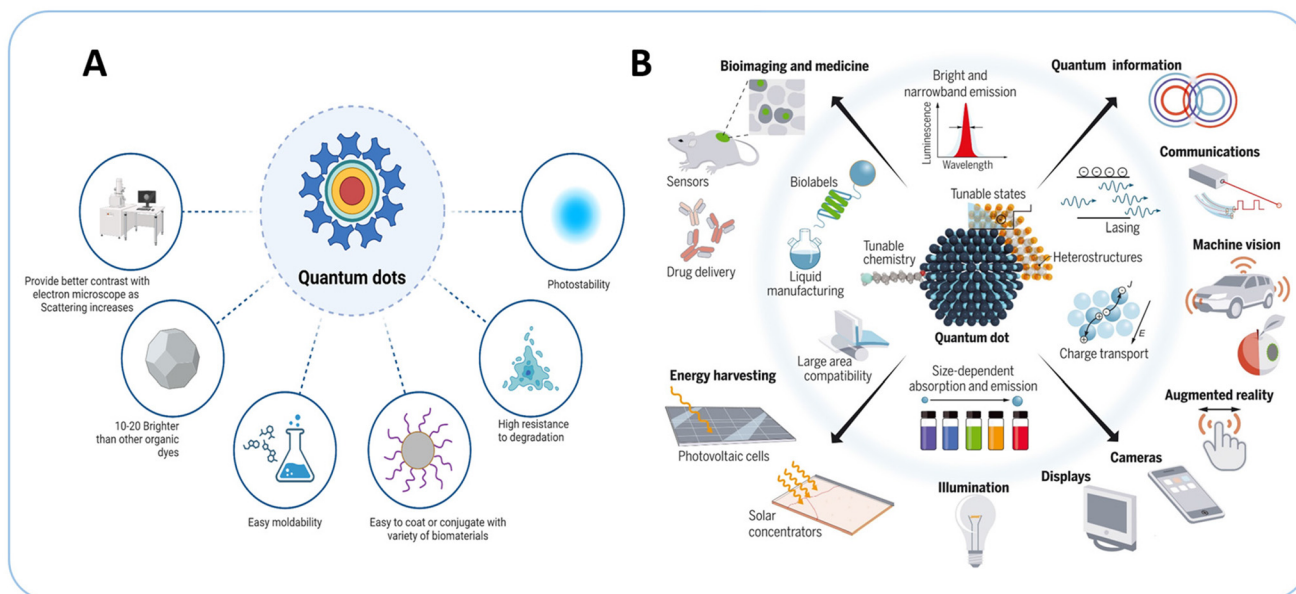 A
Quantum dots
Provide better contrast with
electron microscope as
Scattering increases
Photostability
10-20 Brighter
than other organic
dyes
High resistance
to degradation
Easy moldability
Easy to coat or conjugate with
variety of biomaterials
B
Bioimaging and medicine
Bright and
narrowband emission
Luminescence
Wavelength
Quantum information
Communications
Sensors
Biolabels
Tunable states
Lasing
Drug delivery
Liquid
manufacturing
Tunable
chemistry
Heterostructures
Machine vision
Quantum dot
J
E
Charge transport
Large area
compatibility
Energy harvesting
Size-dependent
absorption and emission
Augmented reality
Photovoltaic cells
Cameras
Displays
Illumination
Solar
concentrators